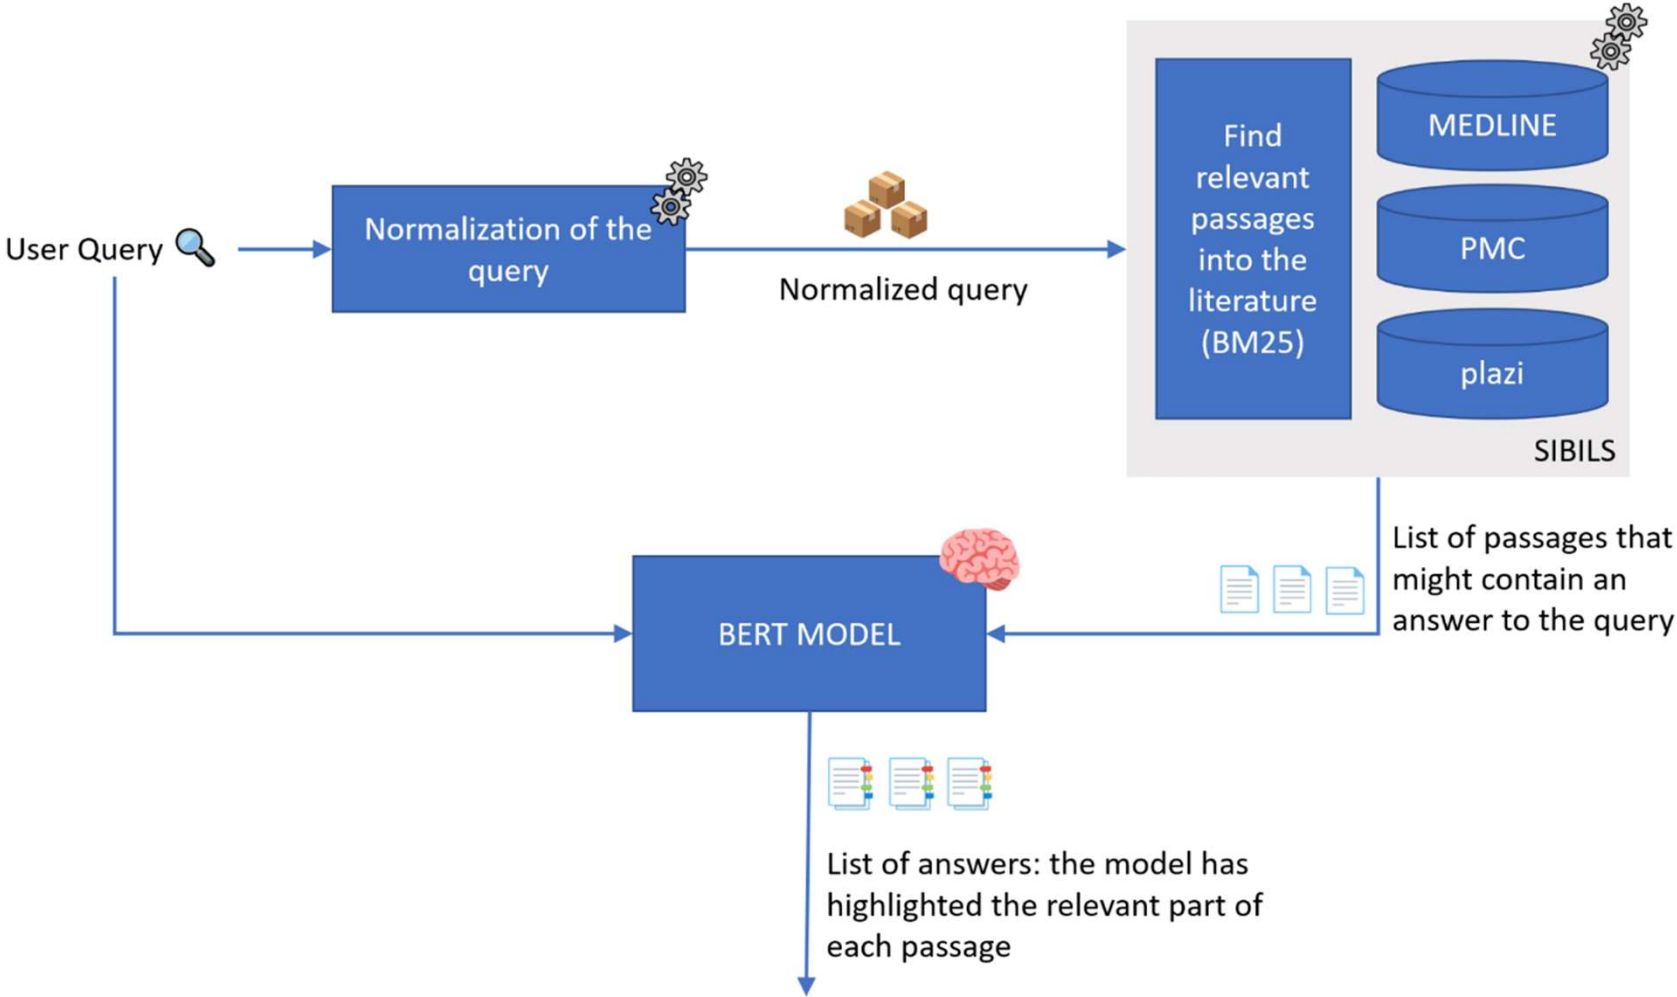 User Query
Normalization of the
query
Normalized query
Find
relevant
passages
into the
literature
(BM25)
MEDLINE
PMC
plazi
SIBILS
List of passages that
might contain an
answer to the query
BERT MODEL
List of answers: the model has
highlighted the relevant part of
each passage